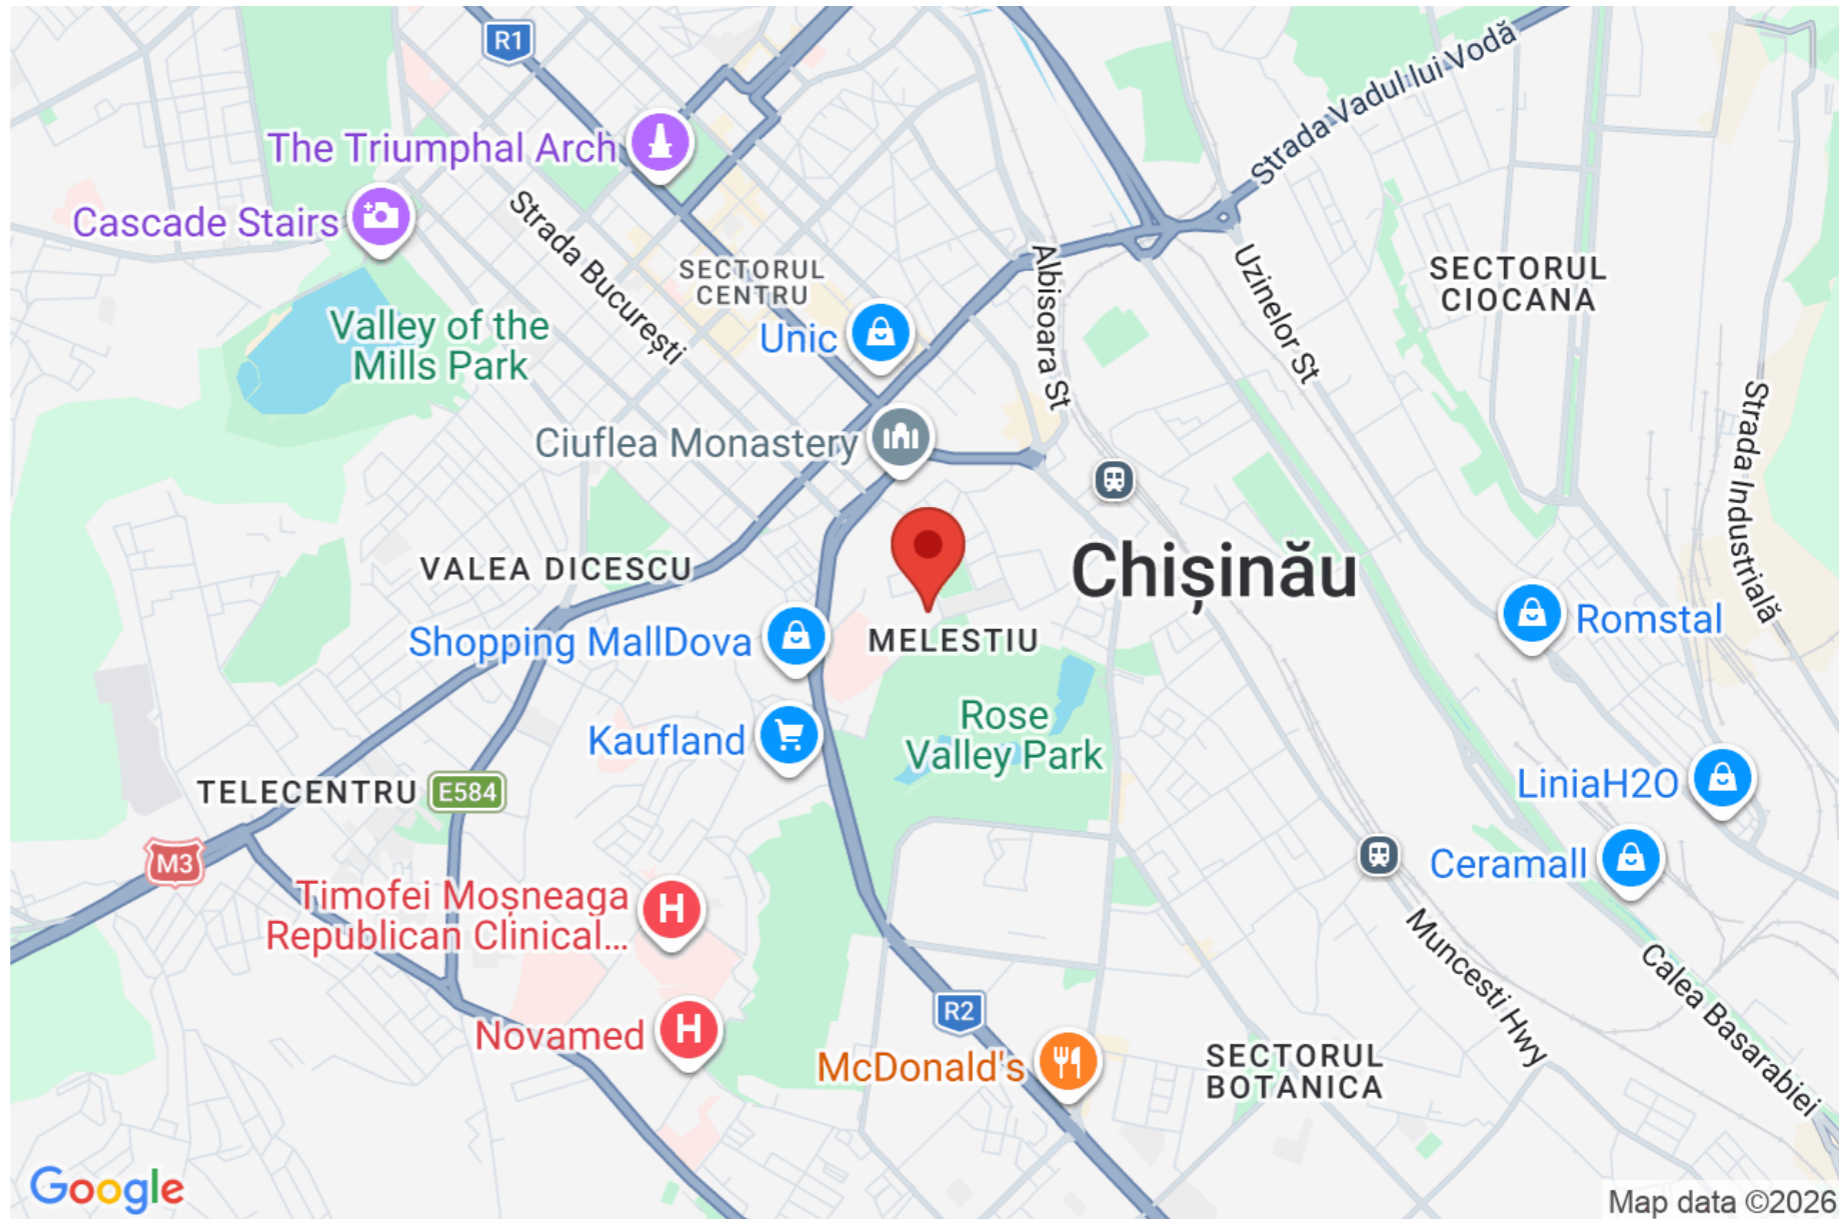 R1
Strada Vadul lui Vodă
The Triumphal Arch
Cascade Stairs
Strada București
SECTORUL
CENTRU
Albisoara St
Uzinelor St
SECTORUL
CIOCANA
Valley of the
Mills Park
Unic
Strada Industrială
Ciuflea Monastery
VALEA DICESCU
Chișinău
Shopping MallDova
MELESTIU
Romstal
Rose
Valley Park
Kaufland
TELECENTRU
E584
LiniaH2O
M3
Ceramall
Timofei Moșneaga
Republican Clinical...
H
Muncesti Hwy
Calea Basarabiei
R2
Novamed
H
McDonald's
SECTORUL
BOTANICA
Google
Map data ©2026